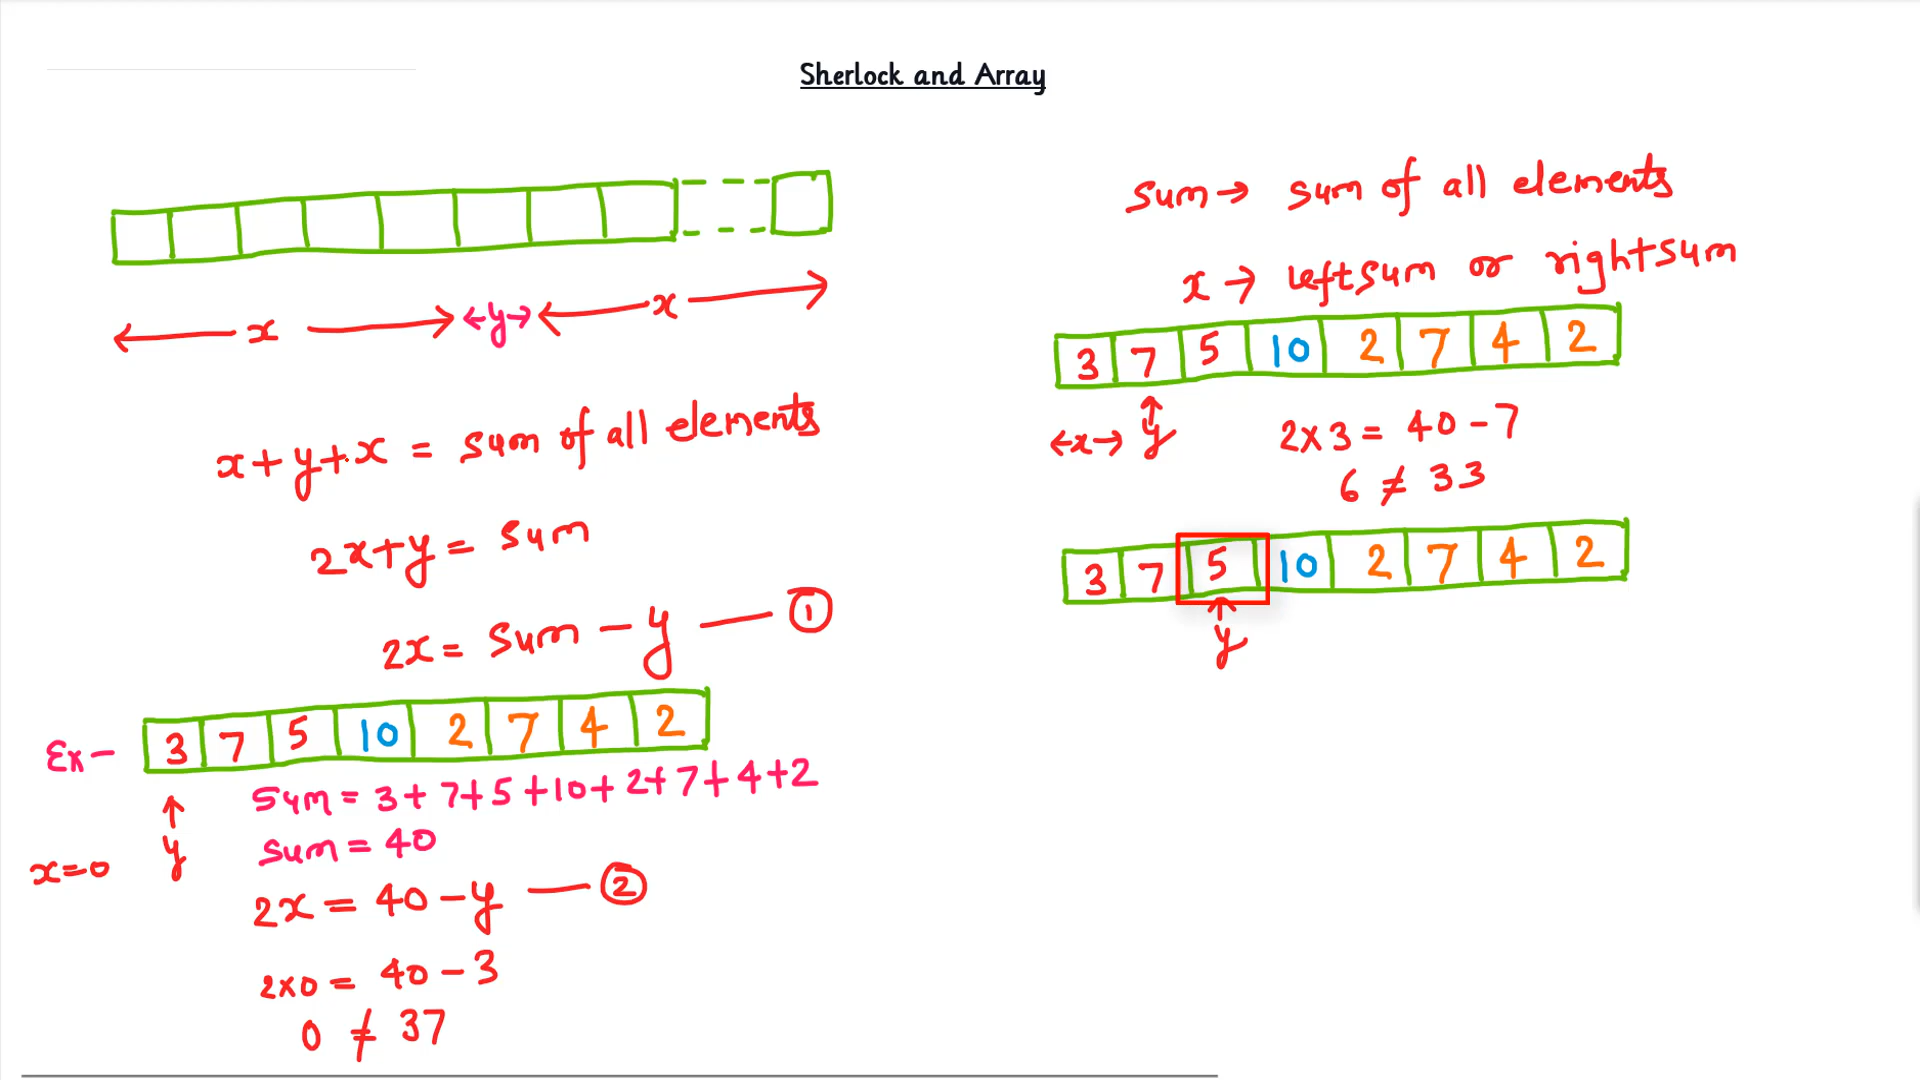 Sherlock and Array
x
y
x
x+y+x = sum of all elements
2x+y = sum
2x = sum - y — ①
Ex - 3 7 5 10 2 7 4 2
sum = 3+7+5+10+2+7+4+2
y
sum = 40
x=0
2x = 40-y — ②
2x0 = 40-3
0 ≠ 37
sum → sum of all elements
x → leftsum or rightsum
3 7 5 10 2 7 4 2
←x→ y
2x3 = 40-7
6 ≠ 33
3 7 5 10 2 7 4 2
y